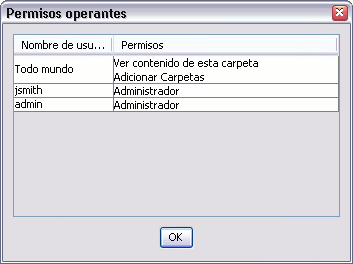 Permisos operantes
Nombre de usu... Permisos
Todo mundo Ver contenido de esta carpeta
Adicionar Carpetas
jsmith Administrador
admin Administrador
OK